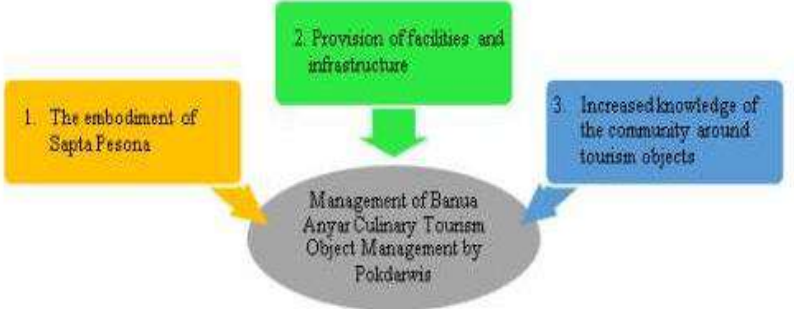 1. The embodiment of
Sapta Pesona
2. Provision of facilities and
infrastructure
3. Increased knowledge of
the community around
tourism objects
Management of Banua
Anyar Culinary Tourism
Object Management by
Pokdarwis